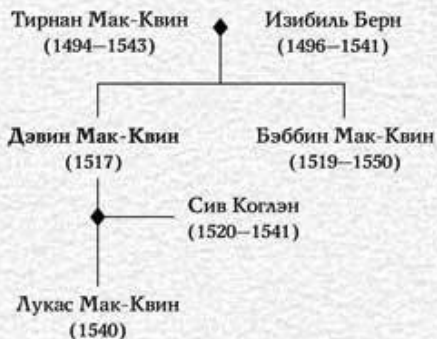 Тирнан Мак-Квин
(1494—1543)
Изибиль Берн
(1496—1541)
Дэвин Мак-Квин
(1517)
Бэббин Мак-Квин
(1519—1550)
Сив Коглэн
(1520—1541)
Лукас Мак-Квин
(1540)